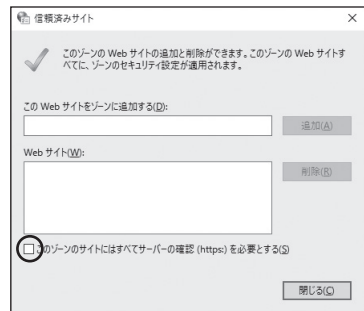 信頼済みサイト
このゾーンの Web サイトの追加と削除ができます。このゾーンの Web サイトす
べてに、ゾーンのセキュリティ設定が適用されます。
この Web サイトをゾーンに追加する(D):
追加(A)
Web サイト(W):
削除(R)
このゾーンのサイトにはすべてサーバーの確認 (https:) を必要とする(S)
閉じる(C)